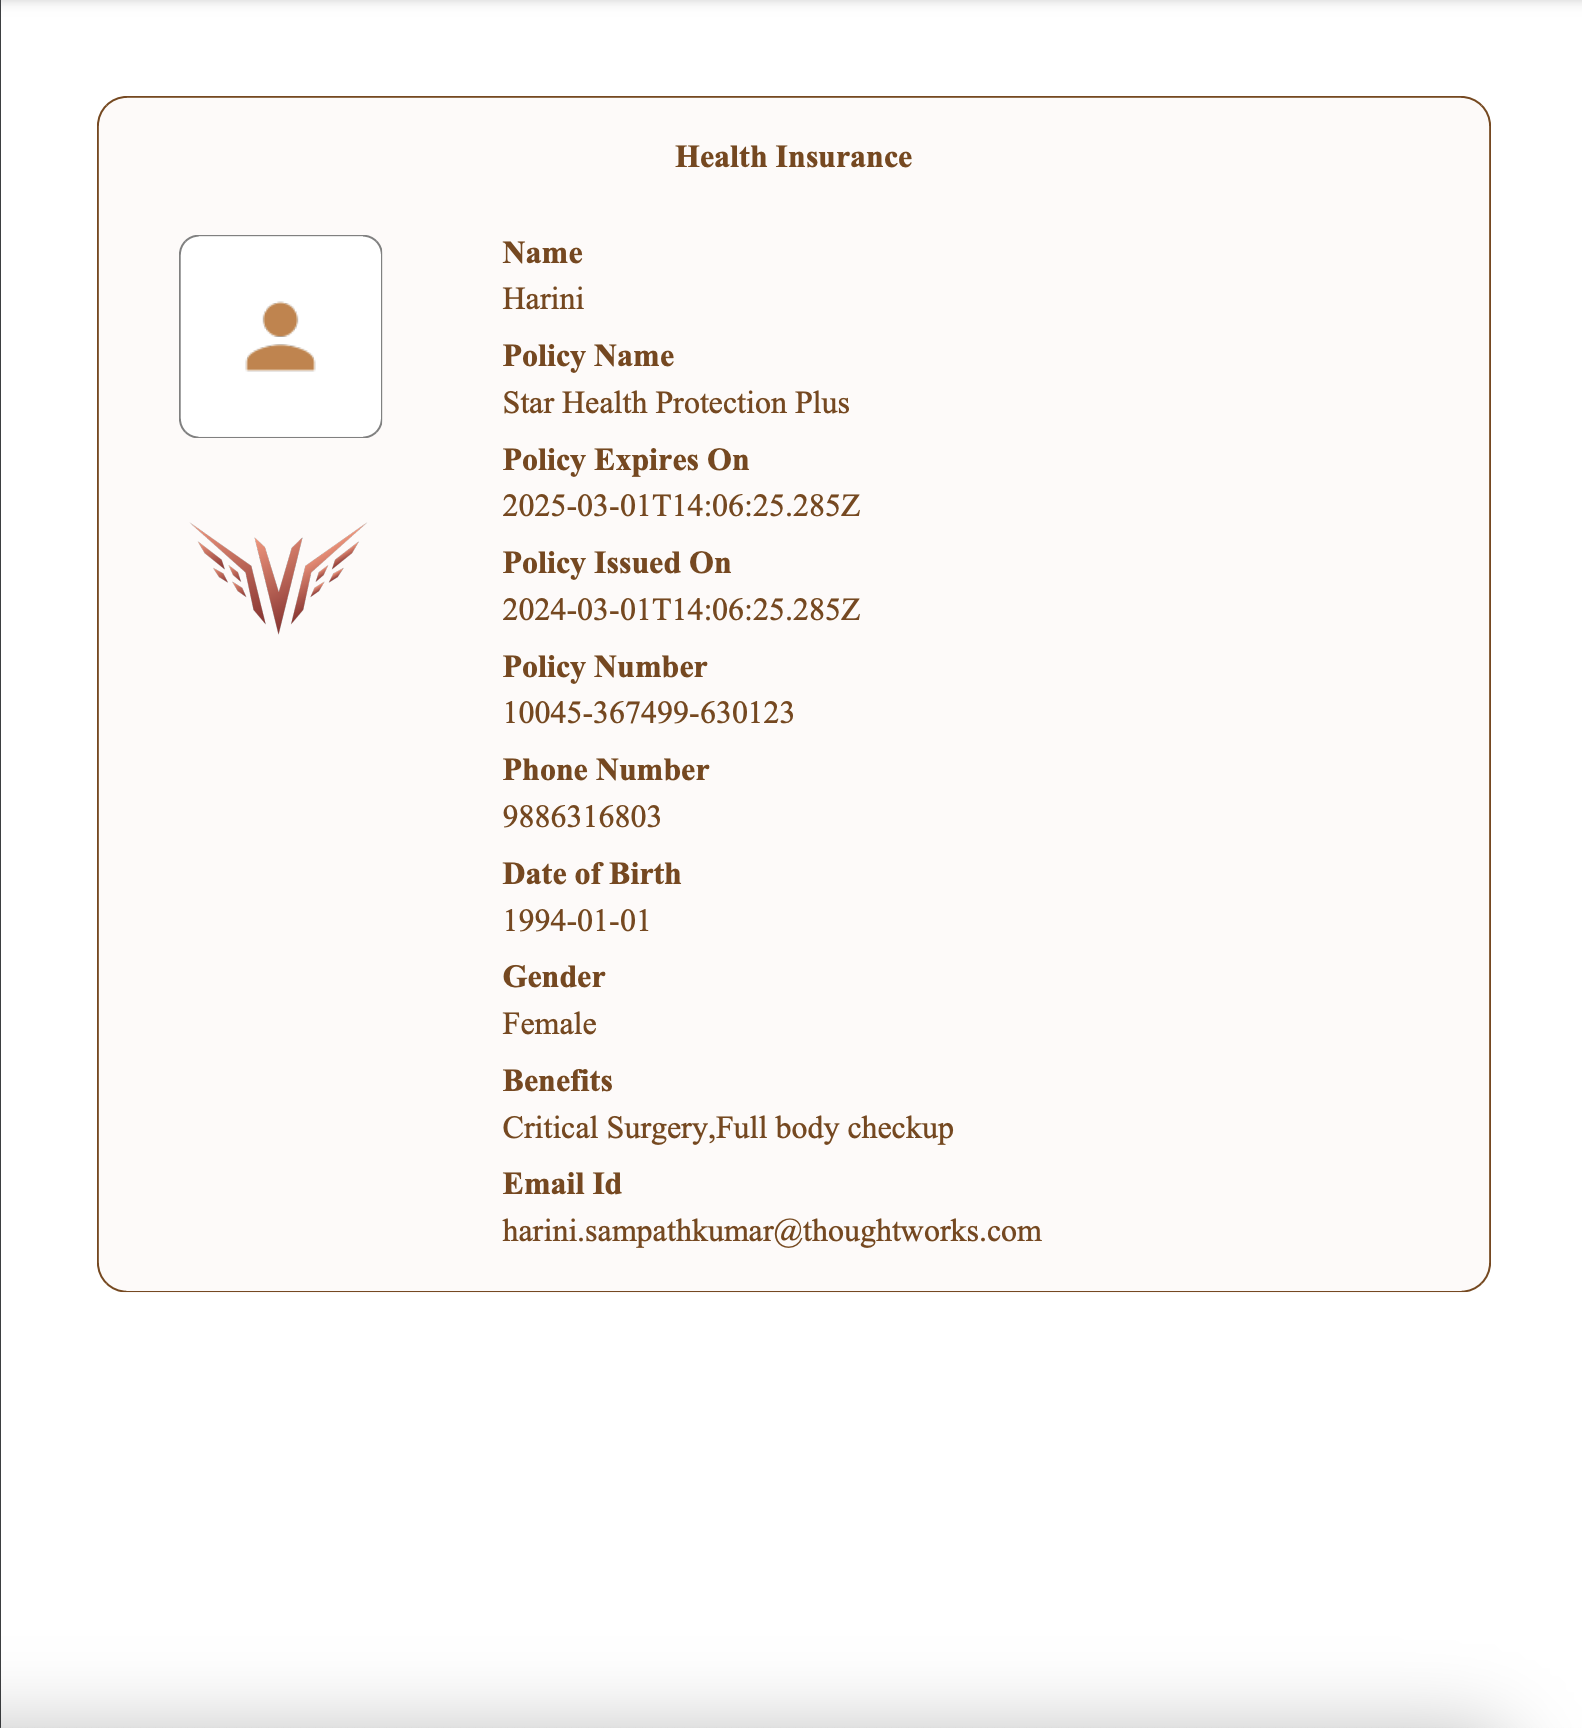 Health Insurance
Name
Harini
Policy Name
Star Health Protection Plus
Policy Expires On
2025-03-01T14:06:25.285Z
Policy Issued On
2024-03-01T14:06:25.285Z
Policy Number
10045-367499-630123
Phone Number
9886316803
Date of Birth
1994-01-01
Gender
Female
Benefits
Critical Surgery,Full body checkup
Email Id
harini.sampathkumar@thoughtworks.com